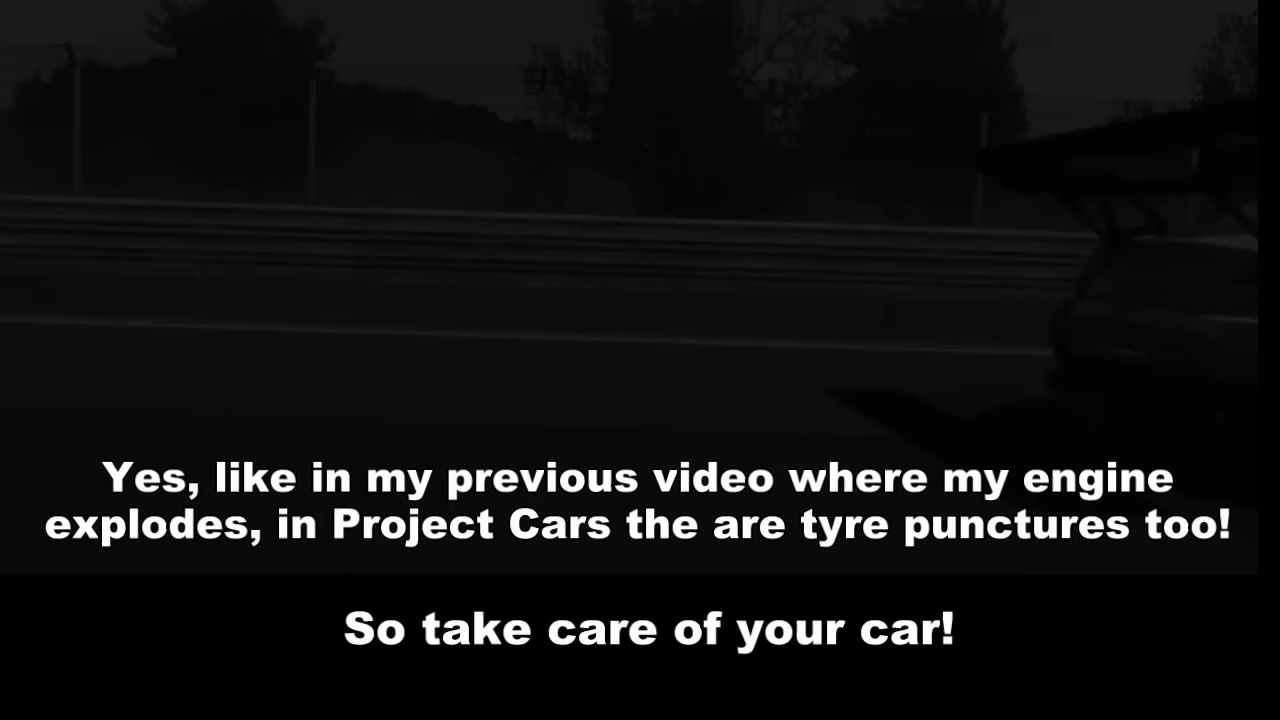 Yes, like in my previous video where my engine
explodes, in Project Cars the are tyre punctures too!
So take care of your car!